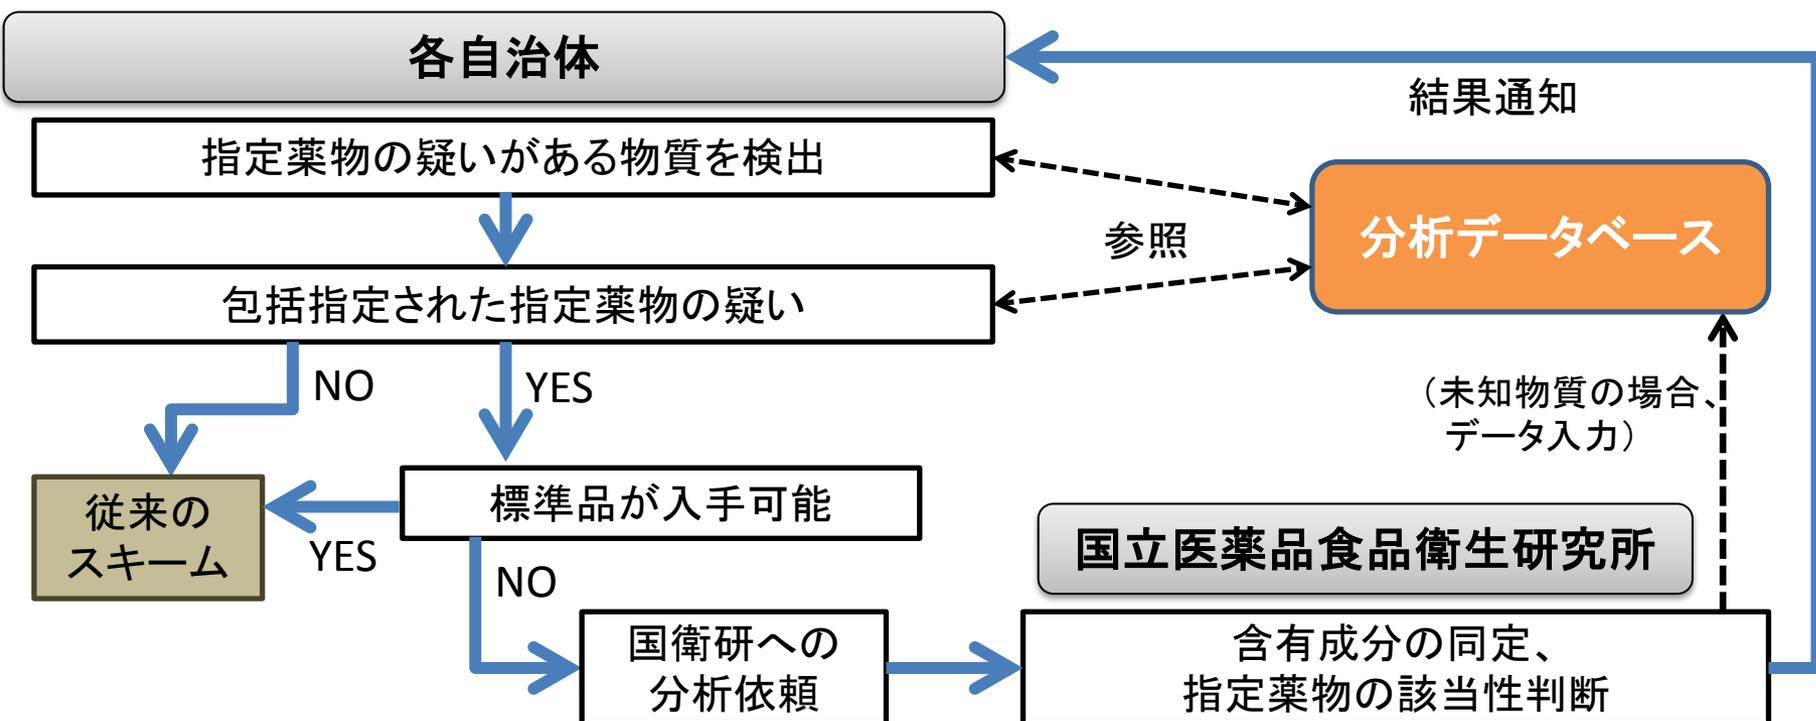 各自治体
結果通知
指定薬物の疑いがある物質を検出
分析データベース
参照
包括指定された指定薬物の疑い
NO
YES
（未知物質の場合、
データ入力）
従来の
スキーム
YES
標準品が入手可能
NO
国立医薬品食品衛生研究所
国衛研への
分析依頼
含有成分の同定、
指定薬物の該当性判断